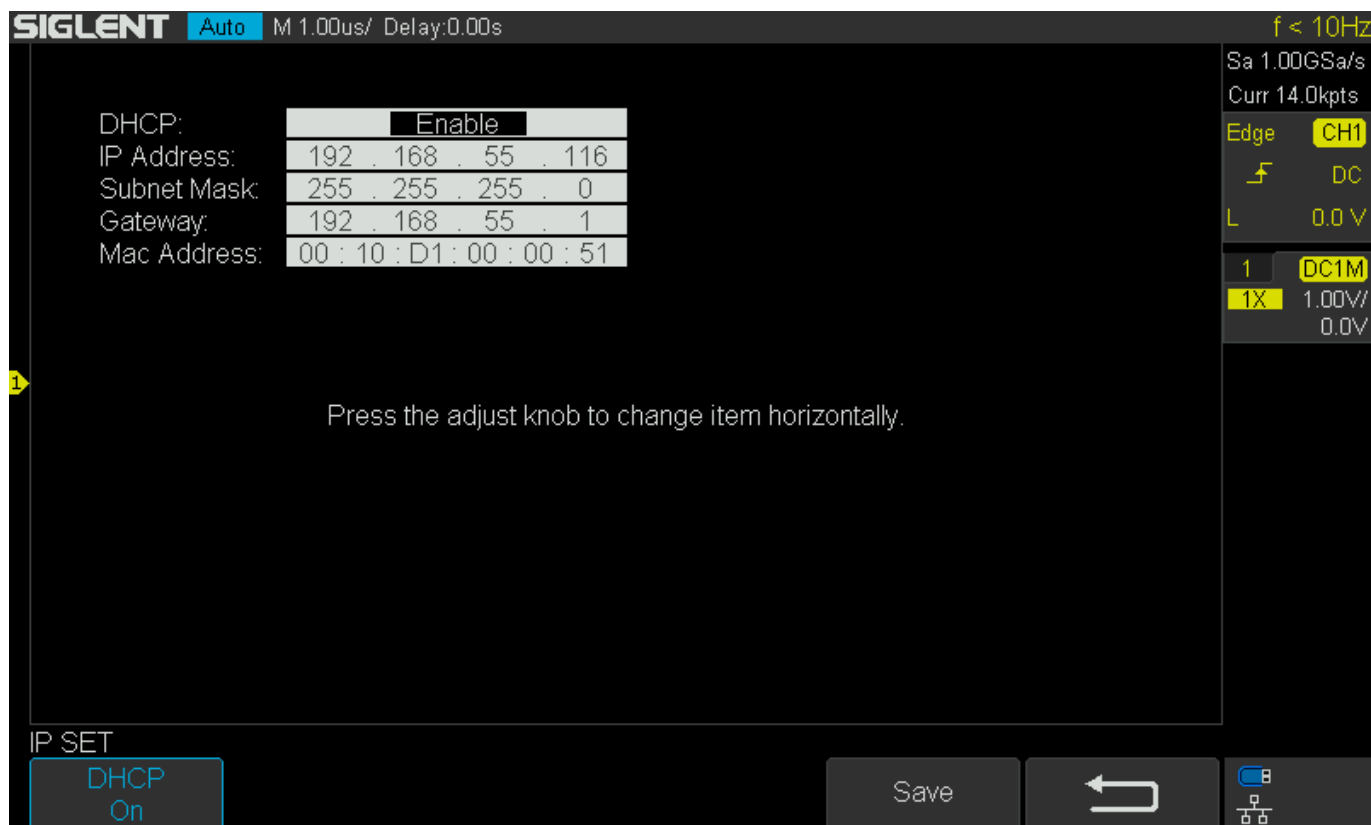 SIGLENT Auto M 1.00us/ Delay:0.00s f < 10Hz
Sa 1.00GSa/s
Curr 14.0kpts
Edge CH1
DC
L 0.0 V
1 DC1M
1X 1.00V/
0.0V
DHCP: Enable
IP Address: 192 . 168 . 55 . 116
Subnet Mask: 255 . 255 . 255 . 0
Gateway: 192 . 168 . 55 . 1
Mac Address: 00 : 10 : D1 : 00 : 00 : 51
1
Press the adjust knob to change item horizontally.
IP SET
DHCP
On
Save